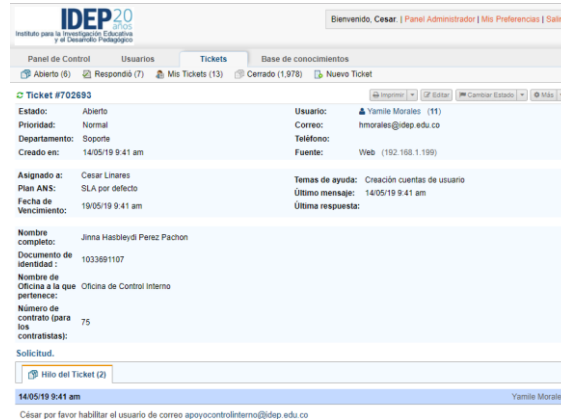 IDEP 20 años
Instituto para la Investigación Educativa
y el Desarrollo Pedagógico
Bienvenido, Cesar. | Panel Administrador | Mis Preferencias | Sali
Panel de Control Usuarios Tickets Base de conocimientos
Abierto (6) Respondió (7) Mis Tickets (13) Cerrado (1,978) Nuevo Ticket
Ticket #702693
Imprimir Editar Cambiar Estado Más
Estado: Abierto Usuario: Yamile Morales (11)
Prioridad: Normal Correo: hmorales@idep.edu.co
Departamento: Soporte Teléfono:
Creado en: 14/05/19 9:41 am Fuente: Web (192.168.1.199)
Asignado a: Cesar Linares Temas de ayuda: Creación cuentas de usuario
Plan ANS: SLA por defecto Último mensaje: 14/05/19 9:41 am
Fecha de Vencimiento: 19/05/19 9:41 am Última respuesta:
Nombre
completo: Jinna Hasbleydi Perez Pachon
Documento de
identidad : 1033691107
Nombre de
Oficina a la que Oficina de Control Interno
pertenece:
Número de
contrato (para 75
los
contratistas):
Solicitud.
Hilo del Ticket (2)
14/05/19 9:41 am Yamile Morale
César por favor habilitar el usuario de correo apoyocontrolinterno@idep.edu.co